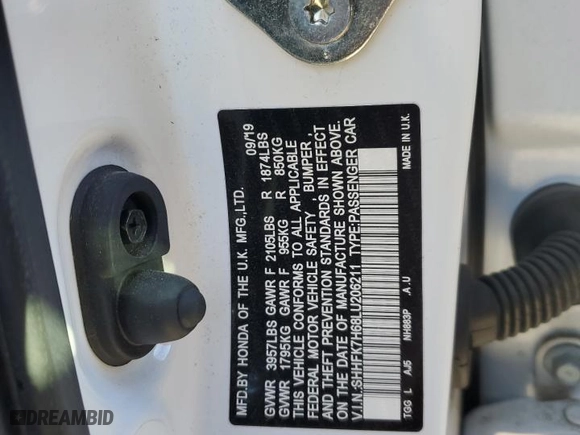 MFD.BY HONDA OF THE U.K. MFG.,LTD. 09/19
GVWR 3957LBS GAWR F 2105LBS R 1874LBS
GVWR 1795KG GAWR F 955KG R 850KG
THIS VEHICLE CONFORMS TO ALL APPLICABLE
FEDERAL MOTOR VEHICLE SAFETY , BUMPER ,
AND THEFT PREVENTION STANDARDS IN EFFECT
ON THE DATE OF MANUFACTURE SHOWN ABOVE.
V.I.N:SHHFK7H68LU206211 TYPE:PASSENGER CAR
TGG L AJ5 NH883P A.U MADE IN U.K.
DREAMBID